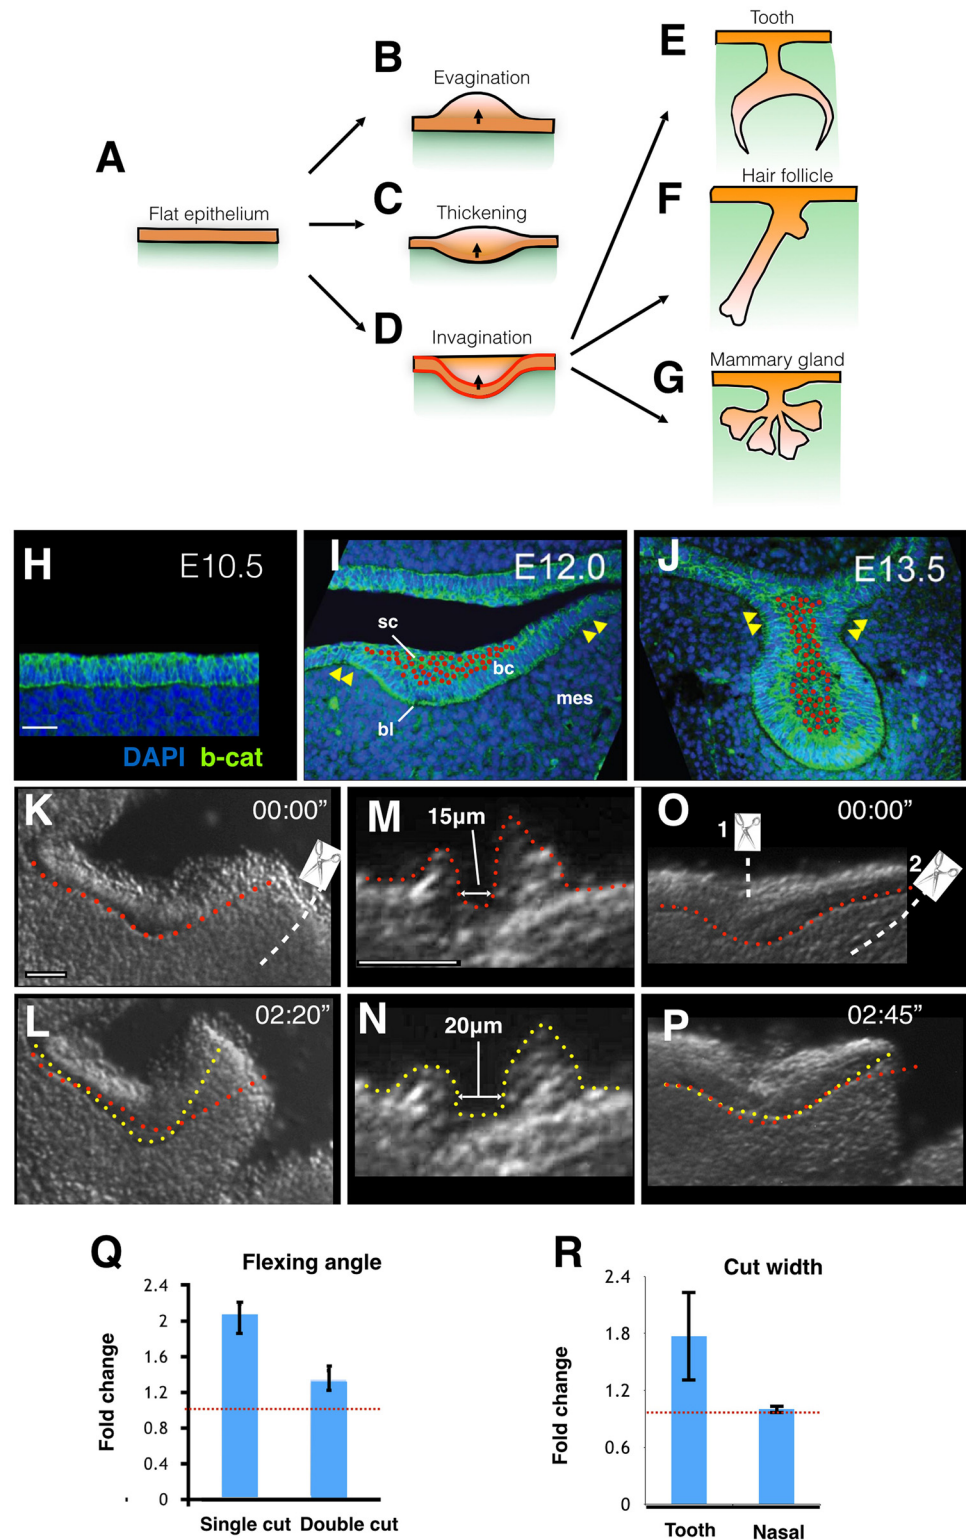 A
Flat epithelium
B
Evagination
C
Thickening
D
Invagination
E
Tooth
F
Hair follicle
G
Mammary gland
H
E10.5
DAPI b-cat
I
E12.0
sc
bc
bl
mes
J
E13.5
K
00:00”
M
15μm
O
00:00”
1
2
L
02:20”
N
20μm
P
02:45”
Q
Flexing angle
Fold change
2.4
2
1.6
1.2
0.8
0.4
0
Single cut Double cut
R
Cut width
Fold change
2.4
1.8
1.2
0.6
0
Tooth Nasal